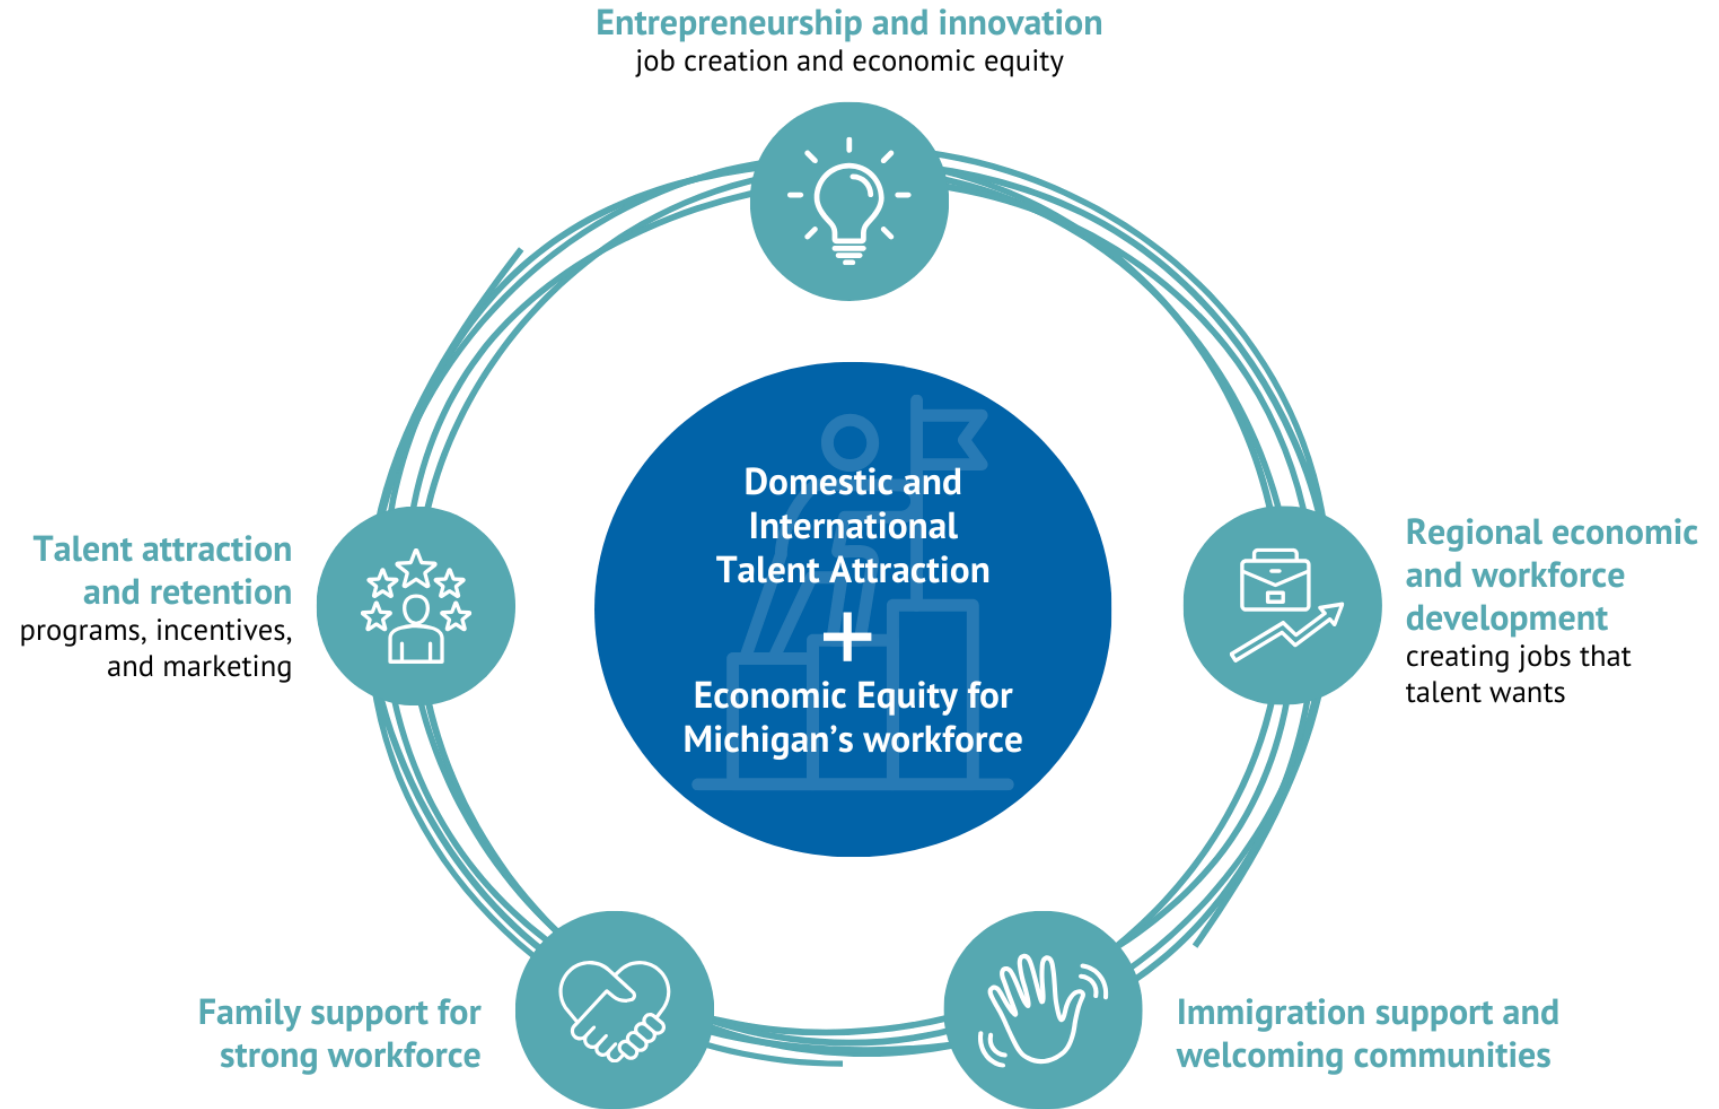 Entrepreneurship and innovation
job creation and economic equity
Domestic and
International
Talent Attraction
+
Economic Equity for
Michigan’s workforce
Talent attraction
and retention
programs, incentives,
and marketing
Regional economic
and workforce
development
creating jobs that
talent wants
Family support for
strong workforce
Immigration support and
welcoming communities